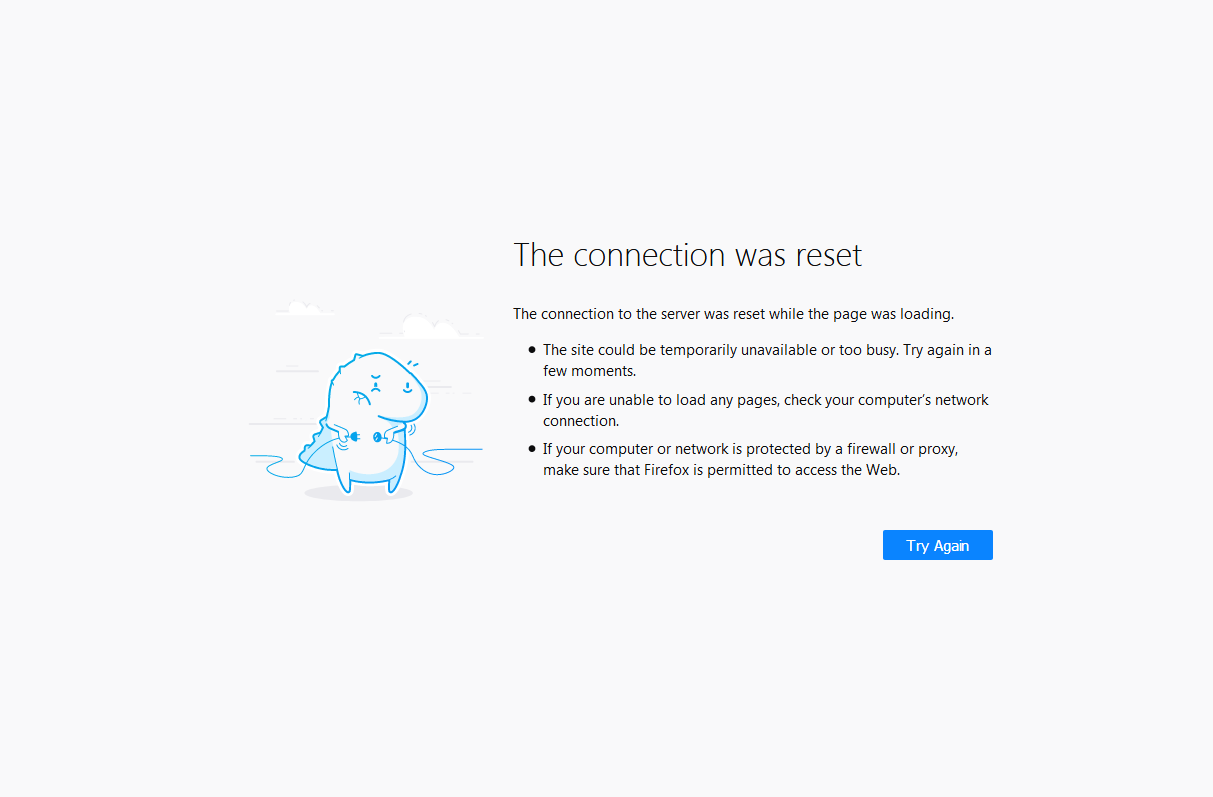 The connection was reset
The connection to the server was reset while the page was loading.
● The site could be temporarily unavailable or too busy. Try again in a
few moments.
● If you are unable to load any pages, check your computer’s network
connection.
● If your computer or network is protected by a firewall or proxy,
make sure that Firefox is permitted to access the Web.
Try Again